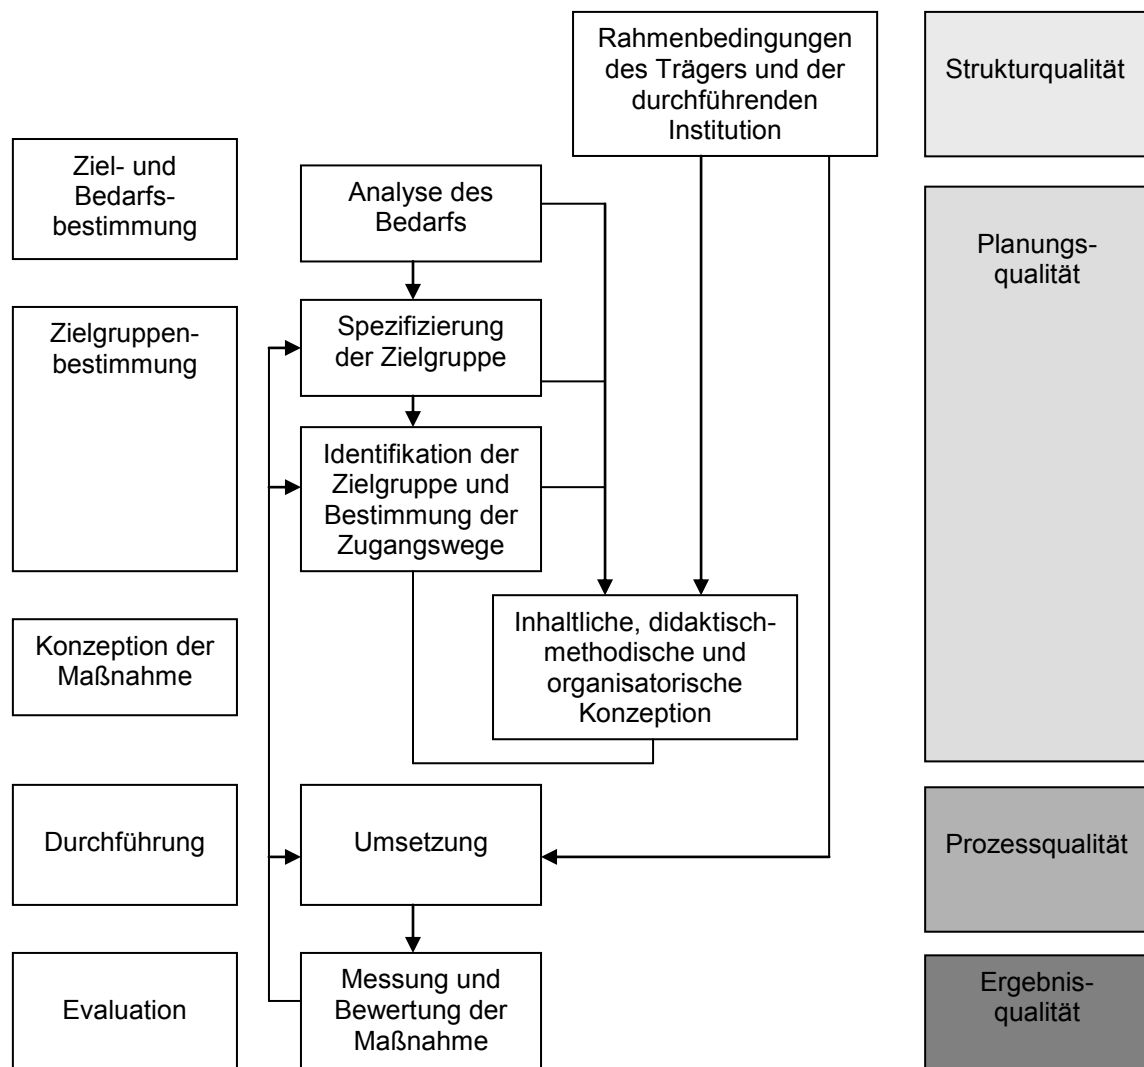 Rahmenbedingungen
des Trägers und der
durchführenden
Institution
Strukturqualität
Ziel- und
Bedarfs-
bestimmung
Analyse des
Bedarfs
Planungs-
qualität
Zielgruppen-
bestimmung
Spezifizierung
der Zielgruppe
Identifikation der
Zielgruppe und
Bestimmung der
Zugangswege
Konzeption der
Maßnahme
Inhaltliche, didaktisch-
methodische und
organisatorische
Konzeption
Durchführung
Umsetzung
Prozessqualität
Evaluation
Messung und
Bewertung der
Maßnahme
Ergebnis-
qualität